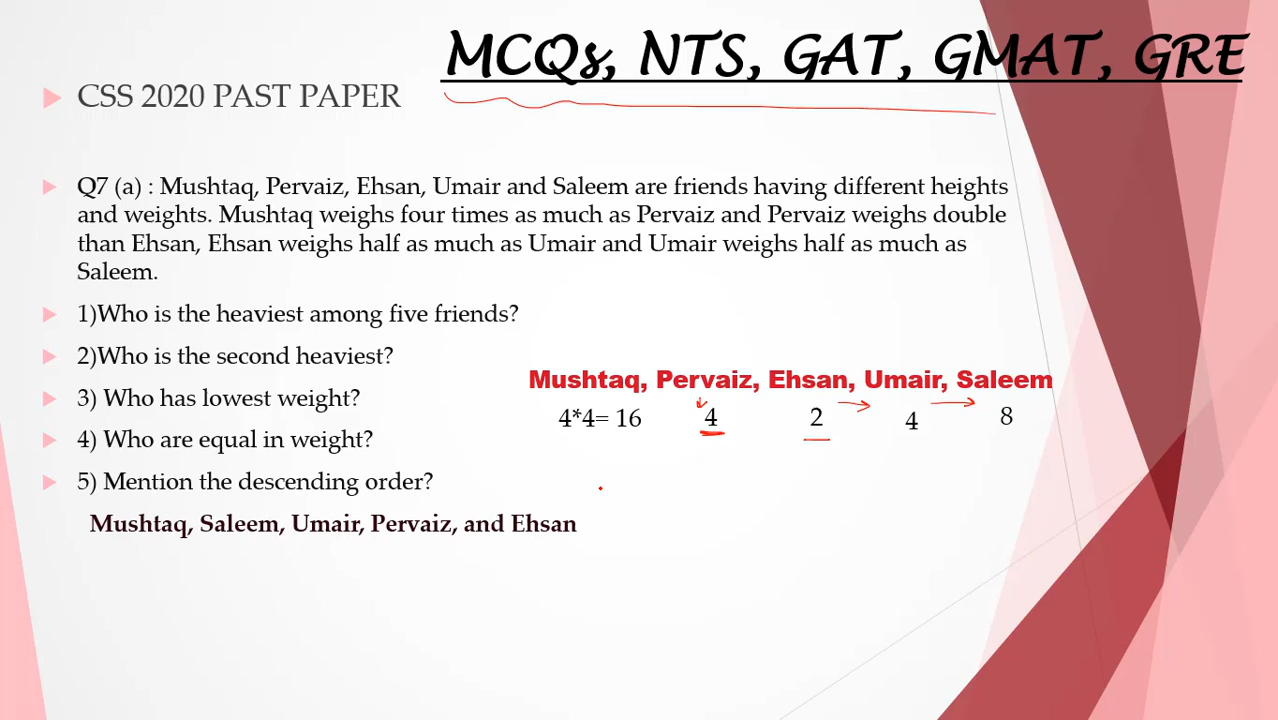 MCQs, NTS, GAT, GMAT, GRE
CSS 2020 PAST PAPER
Q7 (a) : Mushtaq, Pervaiz, Ehsan, Umair and Saleem are friends having different heights
and weights. Mushtaq weighs four times as much as Pervaiz and Pervaiz weighs double
than Ehsan, Ehsan weighs half as much as Umair and Umair weighs half as much as
Saleem.
1)Who is the heaviest among five friends?
2)Who is the second heaviest?
3) Who has lowest weight?
4) Who are equal in weight?
5) Mention the descending order?
Mushtaq, Saleem, Umair, Pervaiz, and Ehsan
Mushtaq, Pervaiz, Ehsan, Umair, Saleem
4*4= 16 4 2 4 8